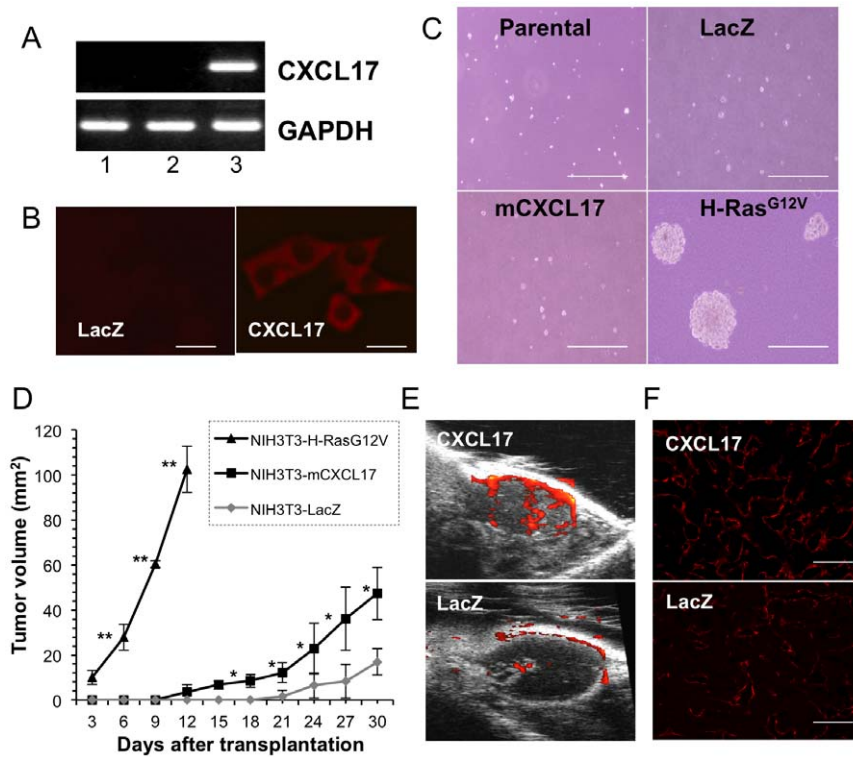 A
CXCL17
GAPDH
1 2 3
B
LacZ
CXCL17
C
Parental
LacZ
mCXCL17
H-RasG12V
D
120
100
80
60
40
20
0
Tumor volume (mm2)
NIH3T3-H-RasG12V
NIH3T3-mCXCL17
NIH3T3-LacZ
**
**
**
**
*
*
*
*
*
*
3 6 9 12 15 18 21 24 27 30
Days after transplantation
E
CXCL17
LacZ
F
CXCL17
LacZ